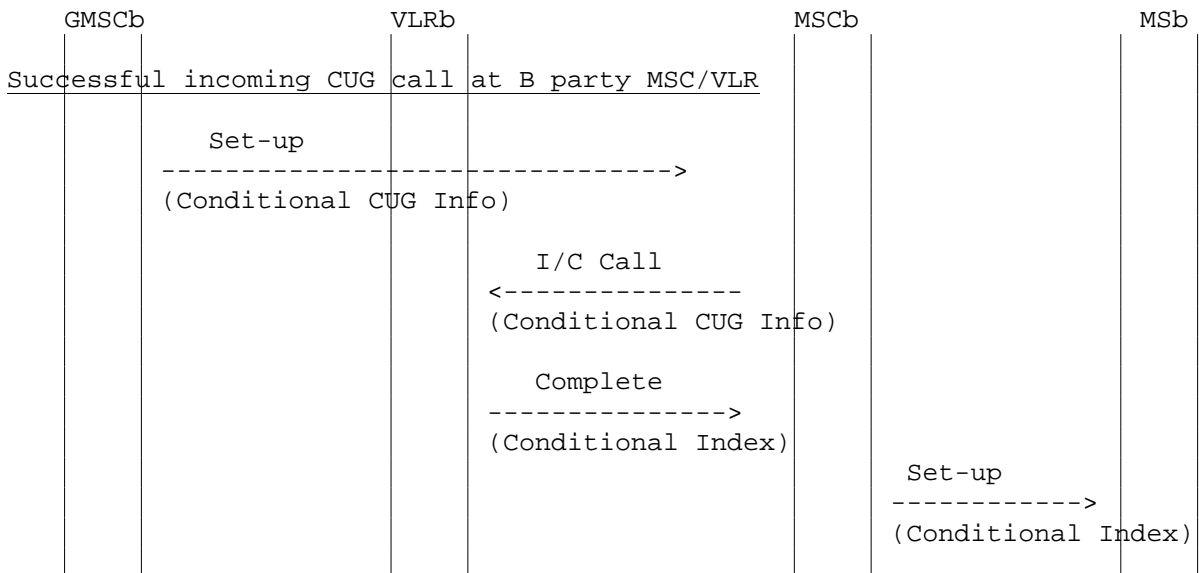 GMSCb VLRb MSCb MSb
Successful incoming CUG call at B party MSC/VLR
Set-up
--------------------------------->
(Conditional CUG Info)
I/C Call
<----------------
(Conditional CUG Info)
Complete
--------------->
(Conditional Index)
Set-up
------------>
(Conditional Index)